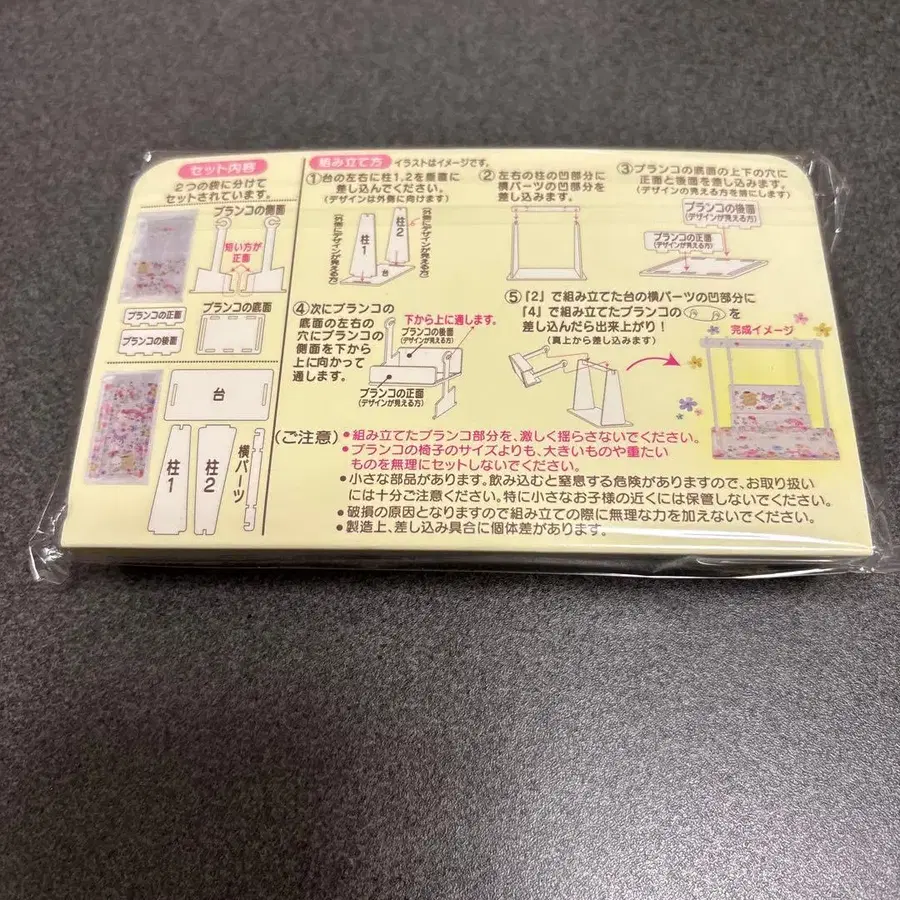 セット内容
2つの袋に分けて
セットされています。
ブランコの側面
短い方が
正面
ブランコの正面
ブランコの後面
ブランコの底面
台
柱1
柱2
横パーツ
組み立て方
イラストはイメージです。
①台の左右に柱1.2を垂直に
差し込んでください。
(デザインは外側に向けます)
(外側にデザインが見える方)
柱1
柱2
(外側にデザインが見える方)
台
②左右の柱の凹部分に
横パーツの凹部分を
差し込みます。
③ブランコの底面の上下の穴に
正面と後面を差し込みます。
(デザインの見える方を前にします)
ブランコの後面
(デザインが見える方)
ブランコの正面
(デザインが見える方)
④次にブランコの
底面の左右の
穴にブランコの
側面を下から
上に向かって
通します。
下から上に通します。
ブランコの後面
(デザインが見える方)
ブランコの正面
(デザインが見える方)
⑤『2』で組み立てた台の横パーツの凹部分に
『4』で組み立てたブランコの
を
差し込んだら出来上がり!
(真上から差し込みます)
完成イメージ
(ご注意)
●組み立てたブランコ部分を、激しく揺らさないでください。
●ブランコの椅子のサイズよりも、大きいものや重たい
ものを無理にセットしないでください。
●小さな部品があります。飲み込むと窒息する危険がありますので、お取り扱い
には十分ご注意ください。特に小さなお子様の近くには保管しないでください。
●破損の原因となりますので組み立ての際に無理な力を加えないでください。
●製造上、差し込み具合に個体差があります。